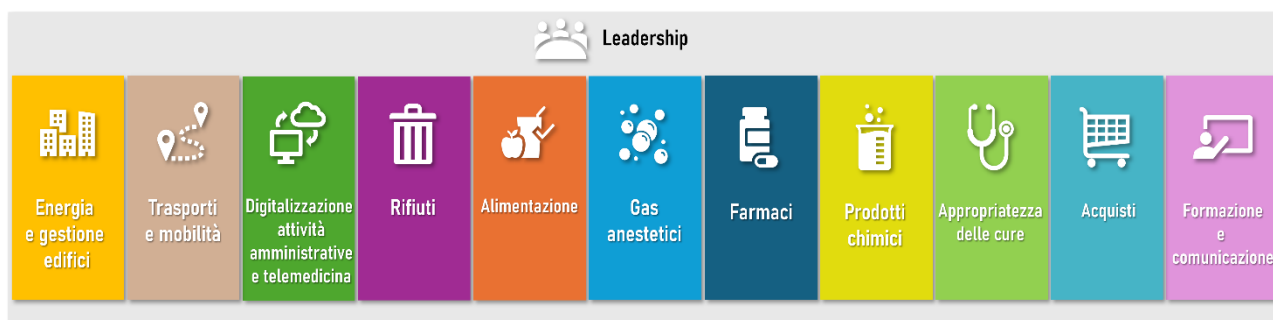 Leadership
Energia
e gestione
edifici
Trasporti
e mobilità
Digitalizzazione
attività
amministrative
e telemedicina
Rifiuti
Alimentazione
Gas
anestetici
Farmaci
Prodotti
chimici
Appropriatezza
delle cure
Acquisti
Formazione
e
comunicazione